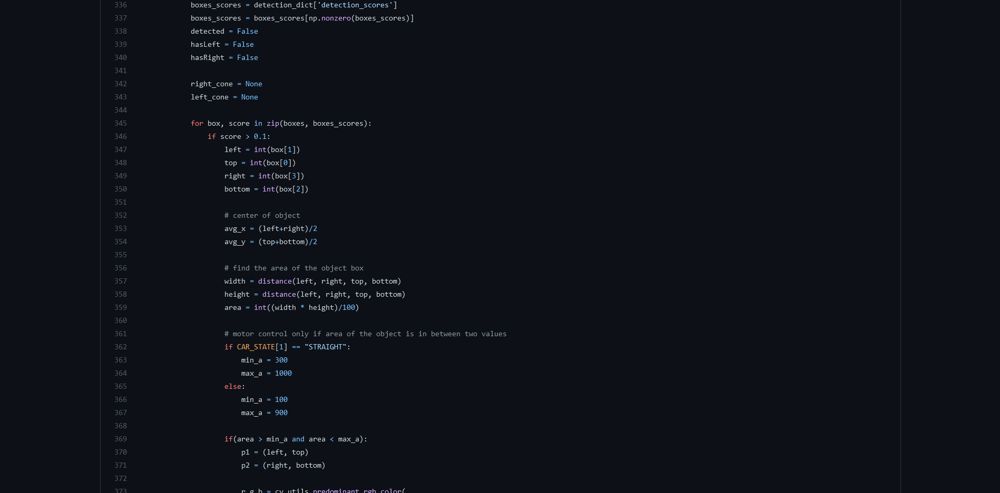 336 boxes_scores = detection_dict['detection_scores']
337 boxes_scores = boxes_scores[np.nonzero(boxes_scores)]
338 detected = False
339 hasLeft = False
340 hasRight = False
341
342 right_cone = None
343 left_cone = None
344
345 for box, score in zip(boxes, boxes_scores):
346 if score > 0.1:
347 left = int(box[1])
348 top = int(box[0])
349 right = int(box[3])
350 bottom = int(box[2])
351
352 # center of object
353 avg_x = (left+right)/2
354 avg_y = (top+bottom)/2
355
356 # find the area of the object box
357 width = distance(left, right, top, bottom)
358 height = distance(left, right, top, bottom)
359 area = int((width * height)/100)
360
361 # motor control only if area of the object is in between two values
362 if CAR_STATE[1] == "STRAIGHT":
363 min_a = 300
364 max_a = 1000
365 else:
366 min_a = 100
367 max_a = 900
368
369 if(area > min_a and area < max_a):
370 p1 = (left, top)
371 p2 = (right, bottom)
372
373 r,g,b = cv_utils.predominant_rgb_color(